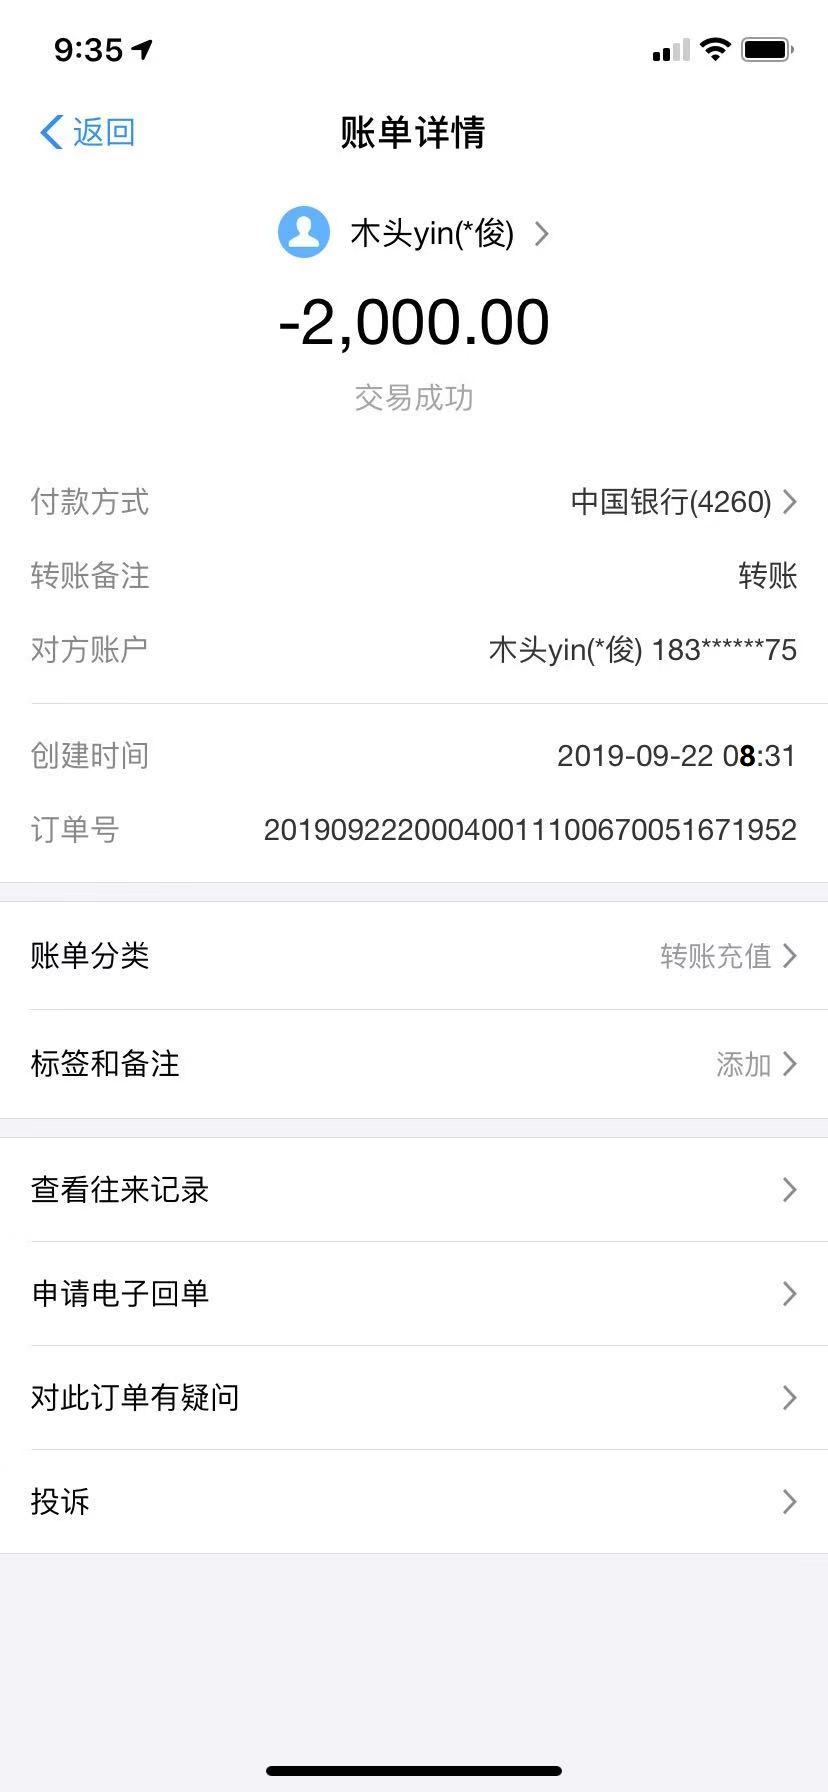 9:35
返回
账单详情
木头yin(*俊)
-2,000.00
交易成功
付款方式 中国银行(4260)
转账备注 转账
对方账户 木头yin(*俊) 183******75
创建时间 2019-09-22 08:31
订单号 20190922200040011100670051671952
账单分类 转账充值
标签和备注 添加
查看往来记录
申请电子回单
对此订单有疑问
投诉